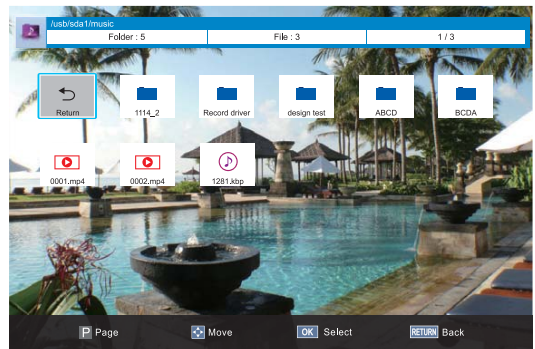 /usb/sda1/music
Folder : 5
File : 3
1 / 3
Return
1114_2
Record driver
design test
ABCD
BCDA
0001.mp4
0002.mp4
1281.kbp
P Page
Move
OK Select
RETURN Back